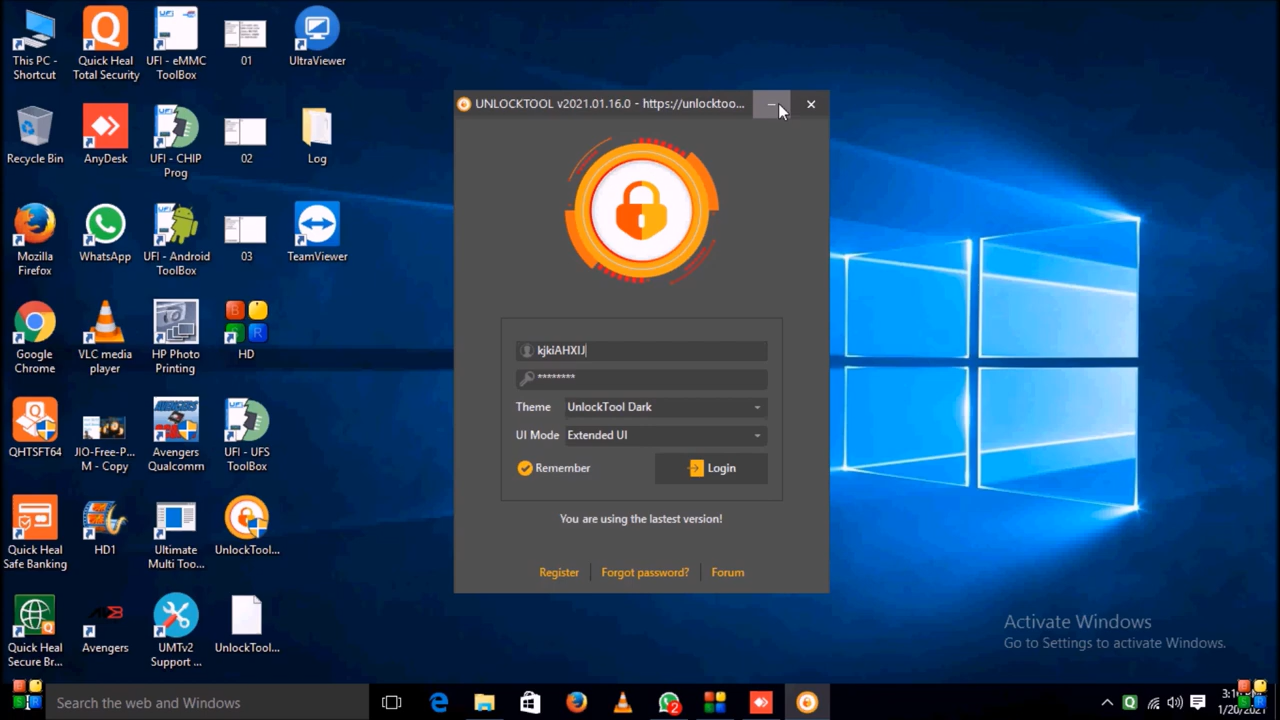 This PC -
Shortcut
Quick Heal
Total Security
UFI - eMMC
ToolBox
01
UltraViewer
Recycle Bin
AnyDesk
UFI - CHIP
Prog
02
Log
Mozilla
Firefox
WhatsApp
UFI - Android
ToolBox
03
TeamViewer
Google
Chrome
VLC media
player
HP Photo
Printing
HD
QHTSFT64
JIO-Free-P...
M - Copy
Avengers
Qualcomm
UFI - UFS
ToolBox
Quick Heal
Safe Banking
HD1
Ultimate
Multi Too...
UnlockTool...
Quick Heal
Secure Br...
Avengers
UMTv2
Support ...
UnlockTool...
UNLOCKTOOL v2021.01.16.0 - https://unlocktoo...
kjkiAHXIJ
********
Theme UnlockTool Dark
UI Mode Extended UI
Remember Login
You are using the lastest version!
Register Forgot password? Forum
Activate Windows
Go to Settings to activate Windows.
Search the web and Windows
1/20/2021